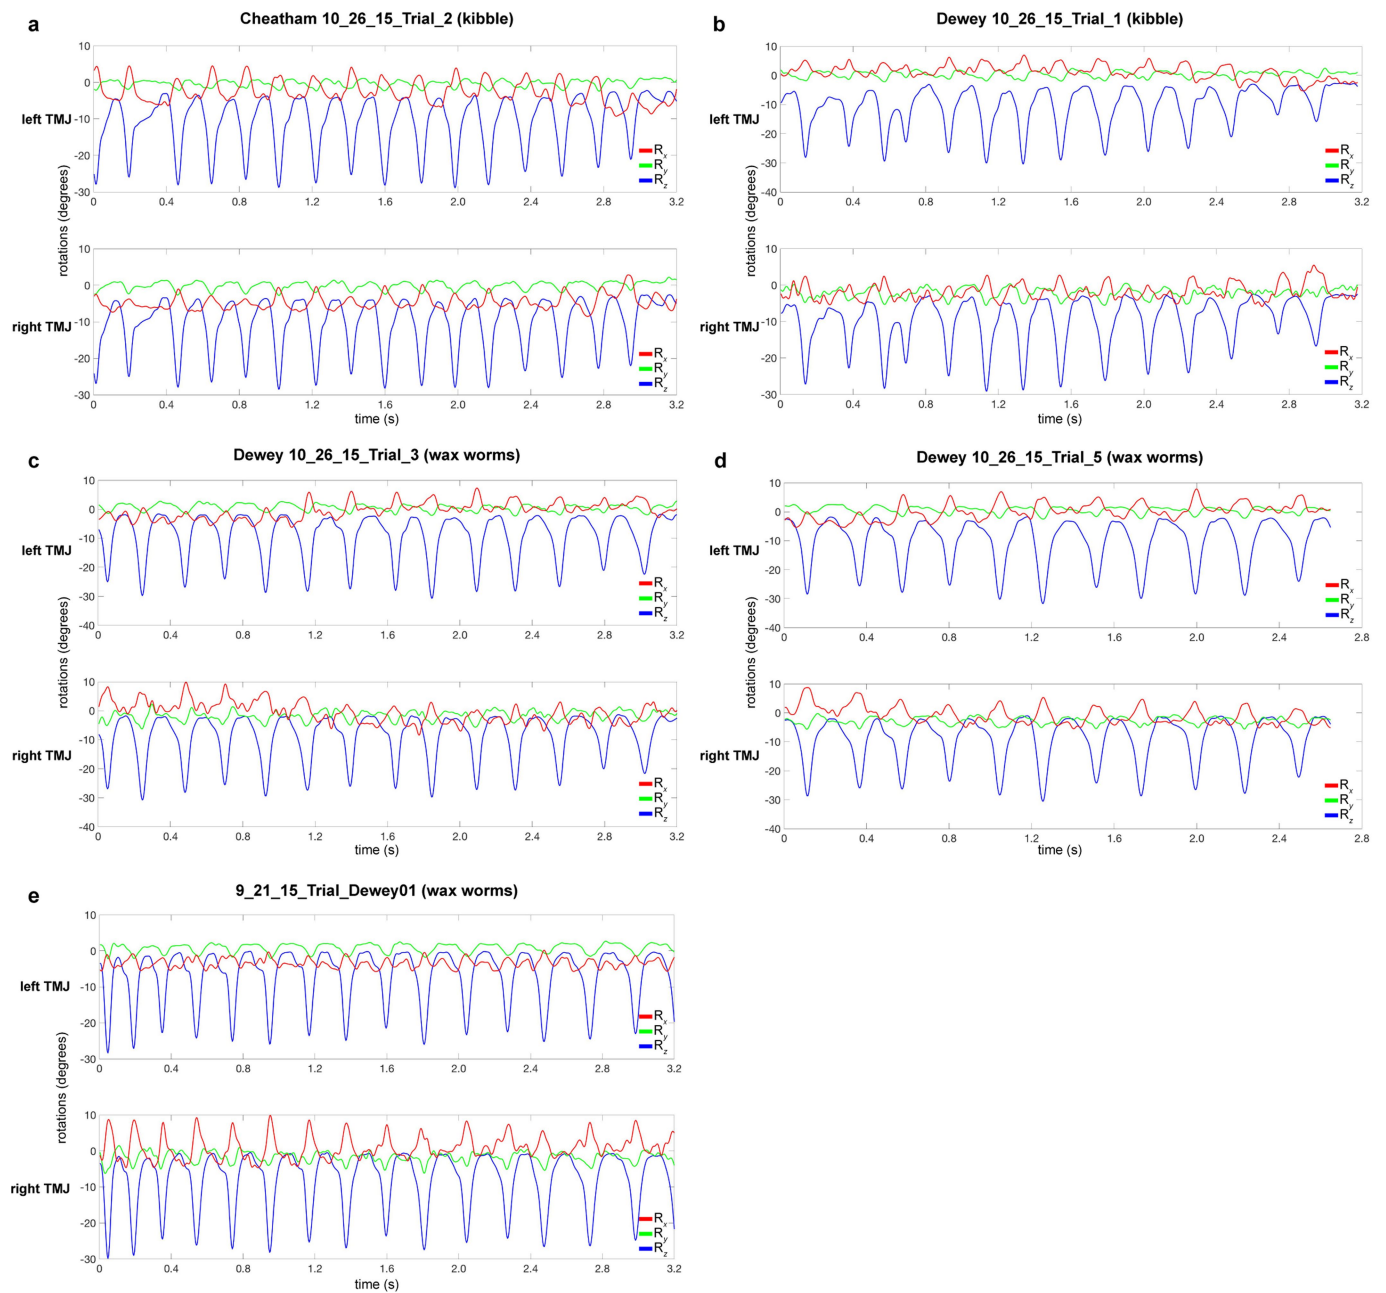 a
Cheatham 10_26_15_Trial_2 (kibble)
10
0
-10
-20
-30
left TMJ
Rx
Ry
Rz
0 0.4 0.8 1.2 1.6 2.0 2.4 2.8 3.2
rotations (degrees)
10
0
-10
-20
-30
right TMJ
Rx
Ry
Rz
0 0.4 0.8 1.2 1.6 2.0 2.4 2.8 3.2
time (s)
b
Dewey 10_26_15_Trial_1 (kibble)
10
0
-10
-20
-30
-40
left TMJ
Rx
Ry
Rz
0 0.4 0.8 1.2 1.6 2.0 2.4 2.8 3.2
rotations (degrees)
10
0
-10
-20
-30
-40
right TMJ
Rx
Ry
Rz
0 0.4 0.8 1.2 1.6 2.0 2.4 2.8 3.2
time (s)
c
Dewey 10_26_15_Trial_3 (wax worms)
10
0
-10
-20
-30
-40
left TMJ
Rx
Ry
Rz
0 0.4 0.8 1.2 1.6 2.0 2.4 2.8 3.2
rotations (degrees)
10
0
-10
-20
-30
-40
right TMJ
Rx
Ry
Rz
0 0.4 0.8 1.2 1.6 2.0 2.4 2.8 3.2
time (s)
d
Dewey 10_26_15_Trial_5 (wax worms)
10
0
-10
-20
-30
-40
left TMJ
Rx
Ry
Rz
0 0.4 0.8 1.2 1.6 2.0 2.4 2.8
rotations (degrees)
10
0
-10
-20
-30
-40
right TMJ
Rx
Ry
Rz
0 0.4 0.8 1.2 1.6 2.0 2.4 2.8
time (s)
e
9_21_15_Trial_Dewey01 (wax worms)
10
0
-10
-20
-30
left TMJ
Rx
Ry
Rz
0 0.4 0.8 1.2 1.6 2.0 2.4 2.8 3.2
rotations (degrees)
10
0
-10
-20
-30
right TMJ
Rx
Ry
Rz
0 0.4 0.8 1.2 1.6 2.0 2.4 2.8 3.2
time (s)